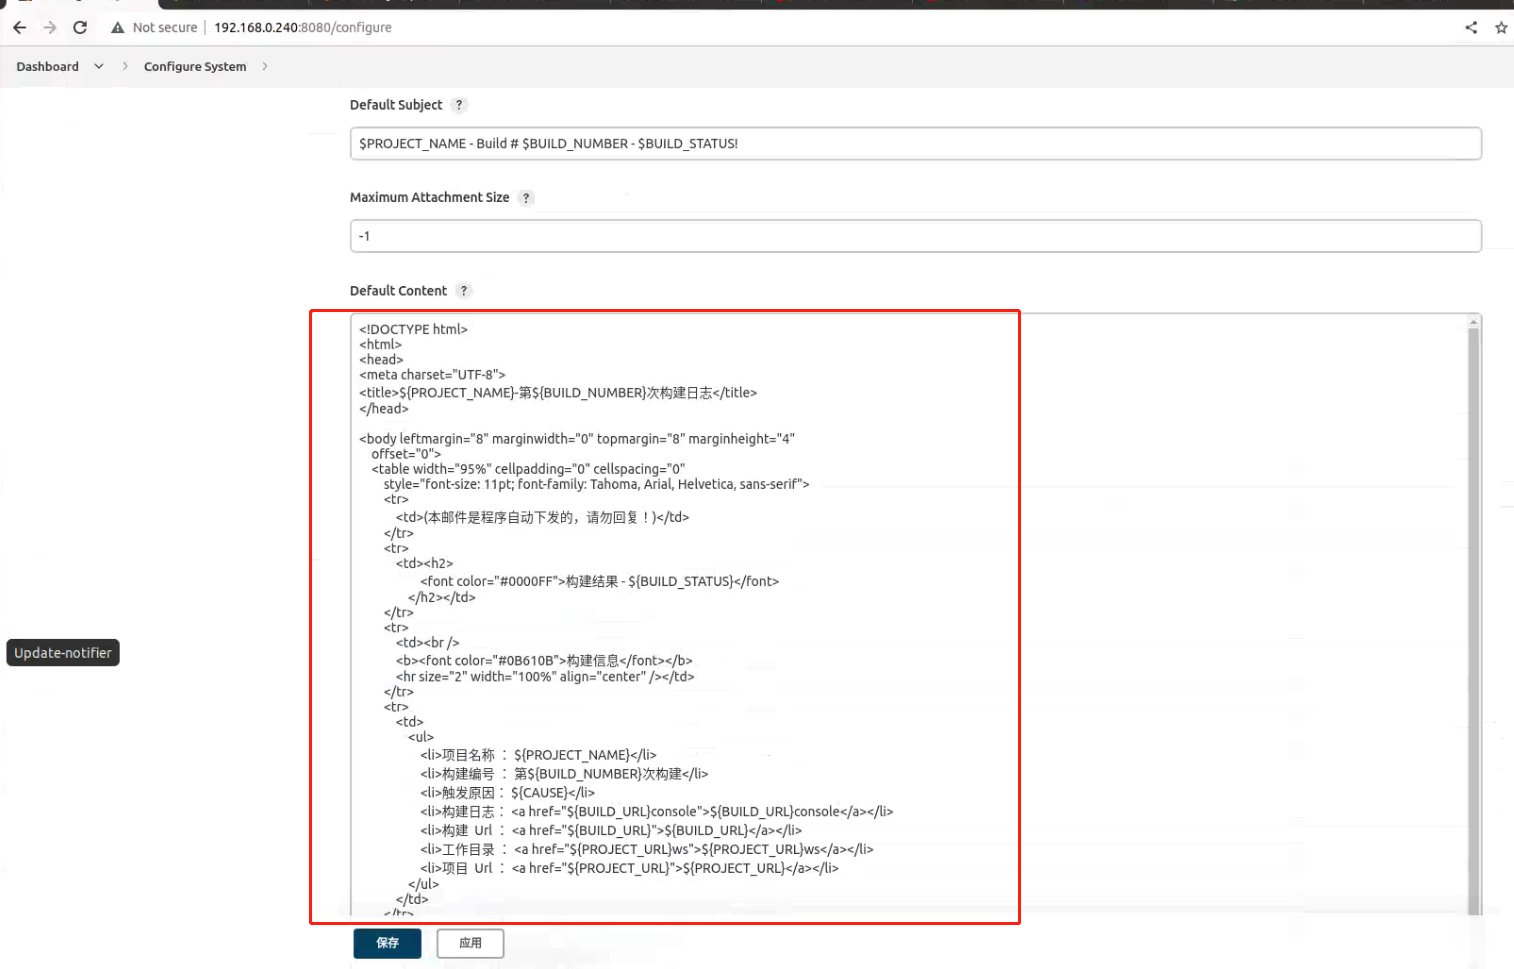 Not secure | 192.168.0.240:8080/configure
Dashboard > Configure System >
Default Subject ?
$PROJECT_NAME - Build # $BUILD_NUMBER - $BUILD_STATUS!
Maximum Attachment Size ?
-1
Default Content ?
<!DOCTYPE html>
<html>
<head>
<meta charset="UTF-8">
<title>${PROJECT_NAME}-第${BUILD_NUMBER}次构建日志</title>
</head>
<body leftmargin="8" marginwidth="0" topmargin="8" marginheight="4"
offset="0">
<table width="95%" cellpadding="0" cellspacing="0"
style="font-size: 11pt; font-family: Tahoma, Arial, Helvetica, sans-serif">
<tr>
<td>(本邮件是程序自动下发的，请勿回复！)</td>
</tr>
<tr>
<td><h2>
<font color="#0000FF">构建结果 - ${BUILD_STATUS}</font>
</h2></td>
</tr>
<tr>
<td><br />
<b><font color="#0B610B">构建信息</font></b>
<hr size="2" width="100%" align="center" /></td>
</tr>
<tr>
<td>
<ul>
<li>项目名称 ： ${PROJECT_NAME}</li>
<li>构建编号 ： 第${BUILD_NUMBER}次构建</li>
<li>触发原因： ${CAUSE}</li>
<li>构建日志： <a href="${BUILD_URL}console">${BUILD_URL}console</a></li>
<li>构建 Url ： <a href="${BUILD_URL}">${BUILD_URL}</a></li>
<li>工作目录 ： <a href="${PROJECT_URL}ws">${PROJECT_URL}ws</a></li>
<li>项目 Url ： <a href="${PROJECT_URL}">${PROJECT_URL}</a></li>
</ul>
</td>
</tr>
Update-notifier
保存 应用